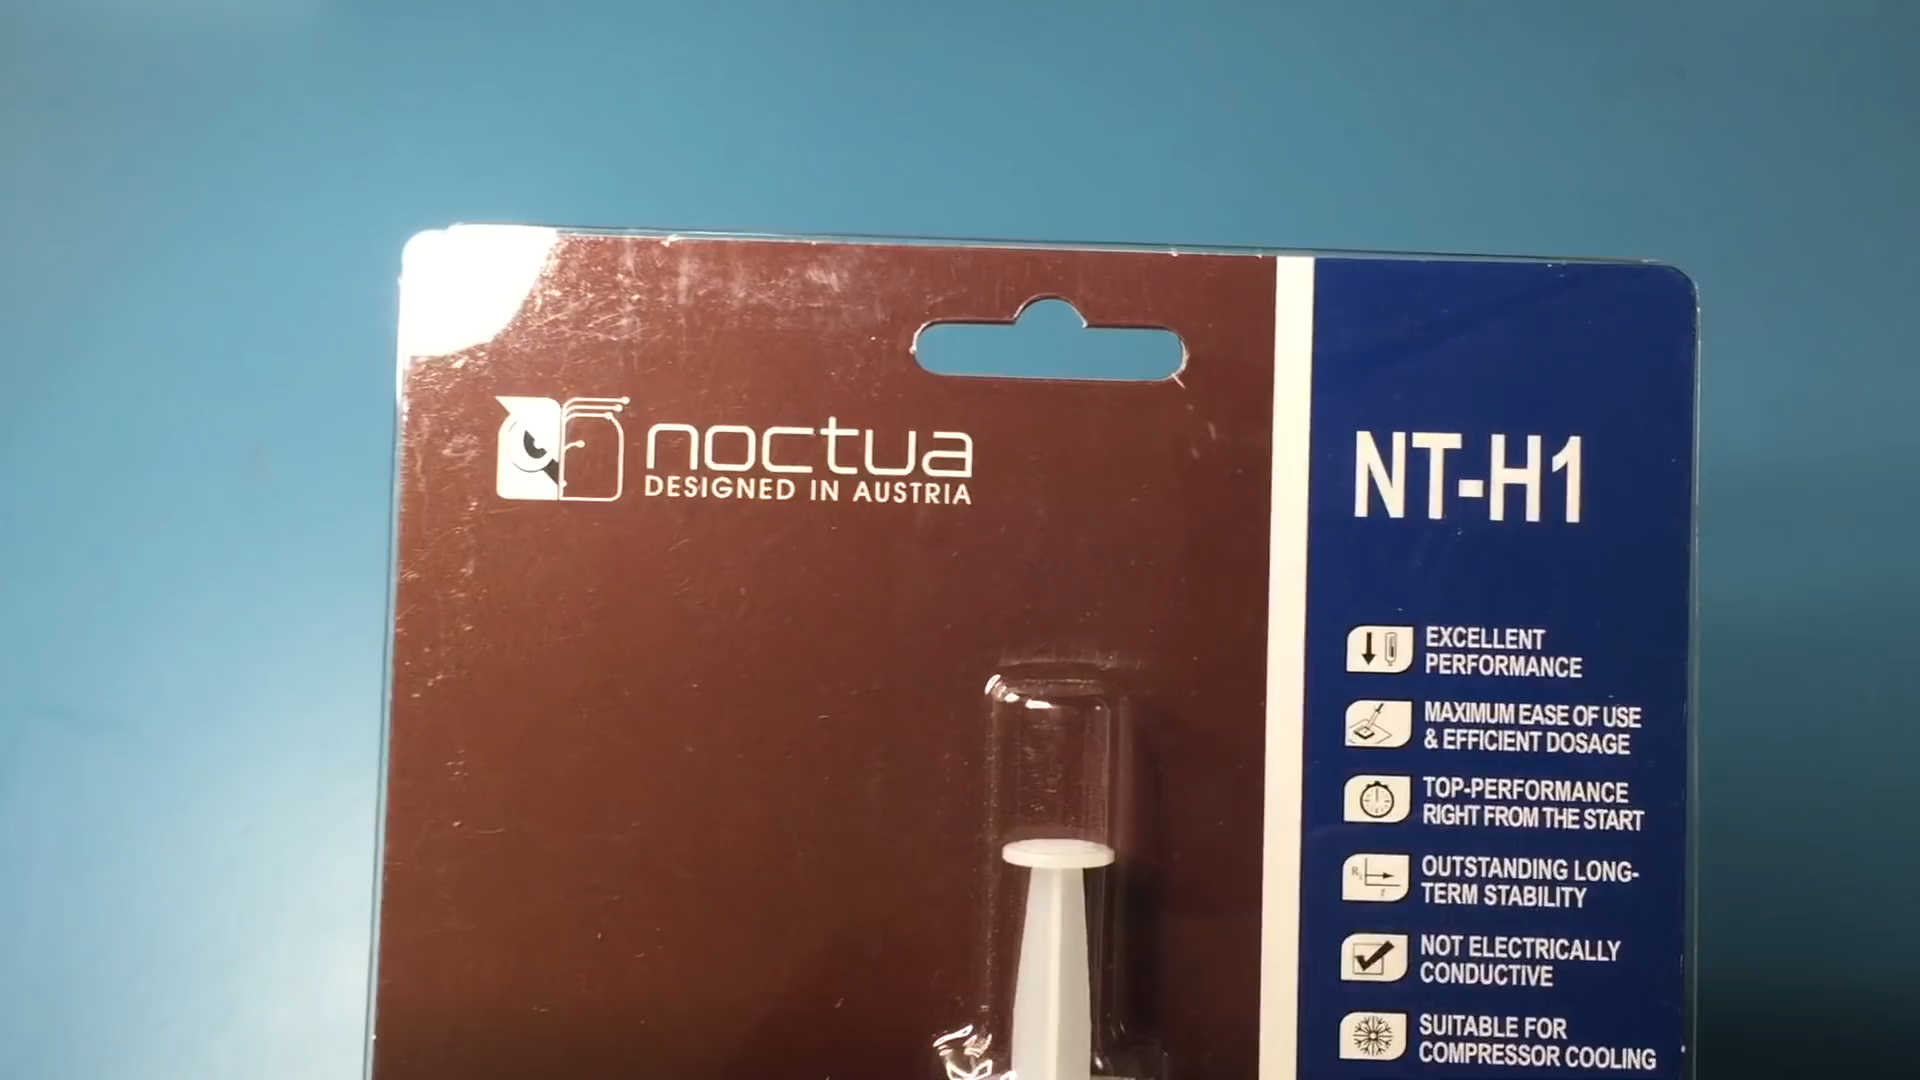 noctua
DESIGNED IN AUSTRIA
NT-H1
EXCELLENT
PERFORMANCE
MAXIMUM EASE OF USE
& EFFICIENT DOSAGE
TOP-PERFORMANCE
RIGHT FROM THE START
OUTSTANDING LONG-
TERM STABILITY
NOT ELECTRICALLY
CONDUCTIVE
SUITABLE FOR
COMPRESSOR COOLING